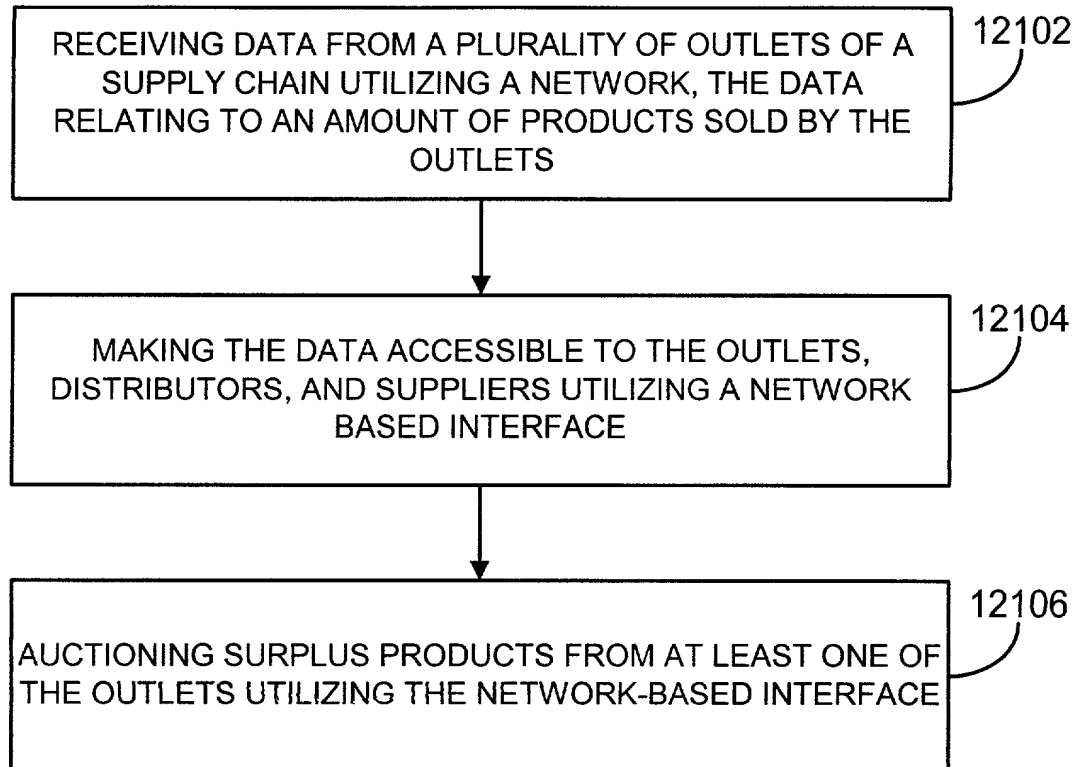 RECEIVING DATA FROM A PLURALITY OF OUTLETS OF A
SUPPLY CHAIN UTILIZING A NETWORK, THE DATA
RELATING TO AN AMOUNT OF PRODUCTS SOLD BY THE
OUTLETS
12102
MAKING THE DATA ACCESSIBLE TO THE OUTLETS,
DISTRIBUTORS, AND SUPPLIERS UTILIZING A NETWORK
BASED INTERFACE
12104
AUCTIONING SURPLUS PRODUCTS FROM AT LEAST ONE OF
THE OUTLETS UTILIZING THE NETWORK-BASED INTERFACE
12106